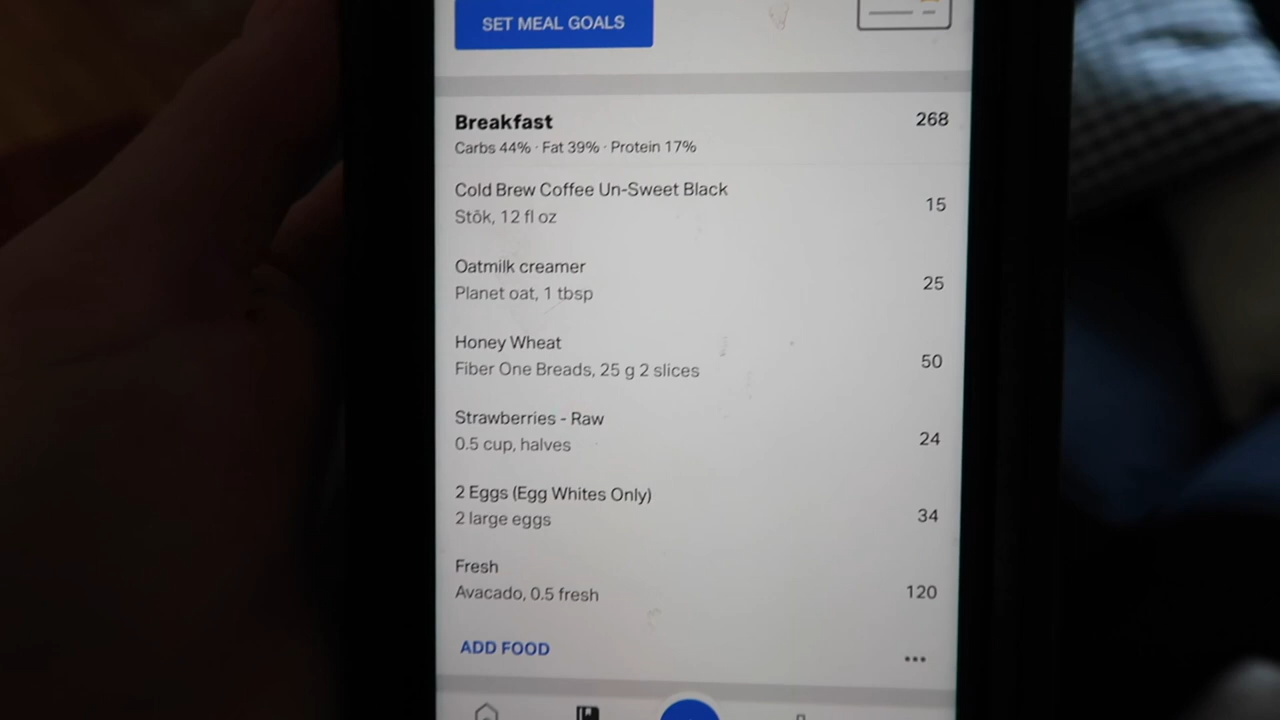 SET MEAL GOALS
Breakfast 268
Carbs 44% · Fat 39% · Protein 17%
Cold Brew Coffee Un-Sweet Black
Stōk, 12 fl oz 15
Oatmilk creamer
Planet oat, 1 tbsp 25
Honey Wheat
Fiber One Breads, 25 g 2 slices 50
Strawberries - Raw
0.5 cup, halves 24
2 Eggs (Egg Whites Only)
2 large eggs 34
Fresh
Avacado, 0.5 fresh 120
ADD FOOD